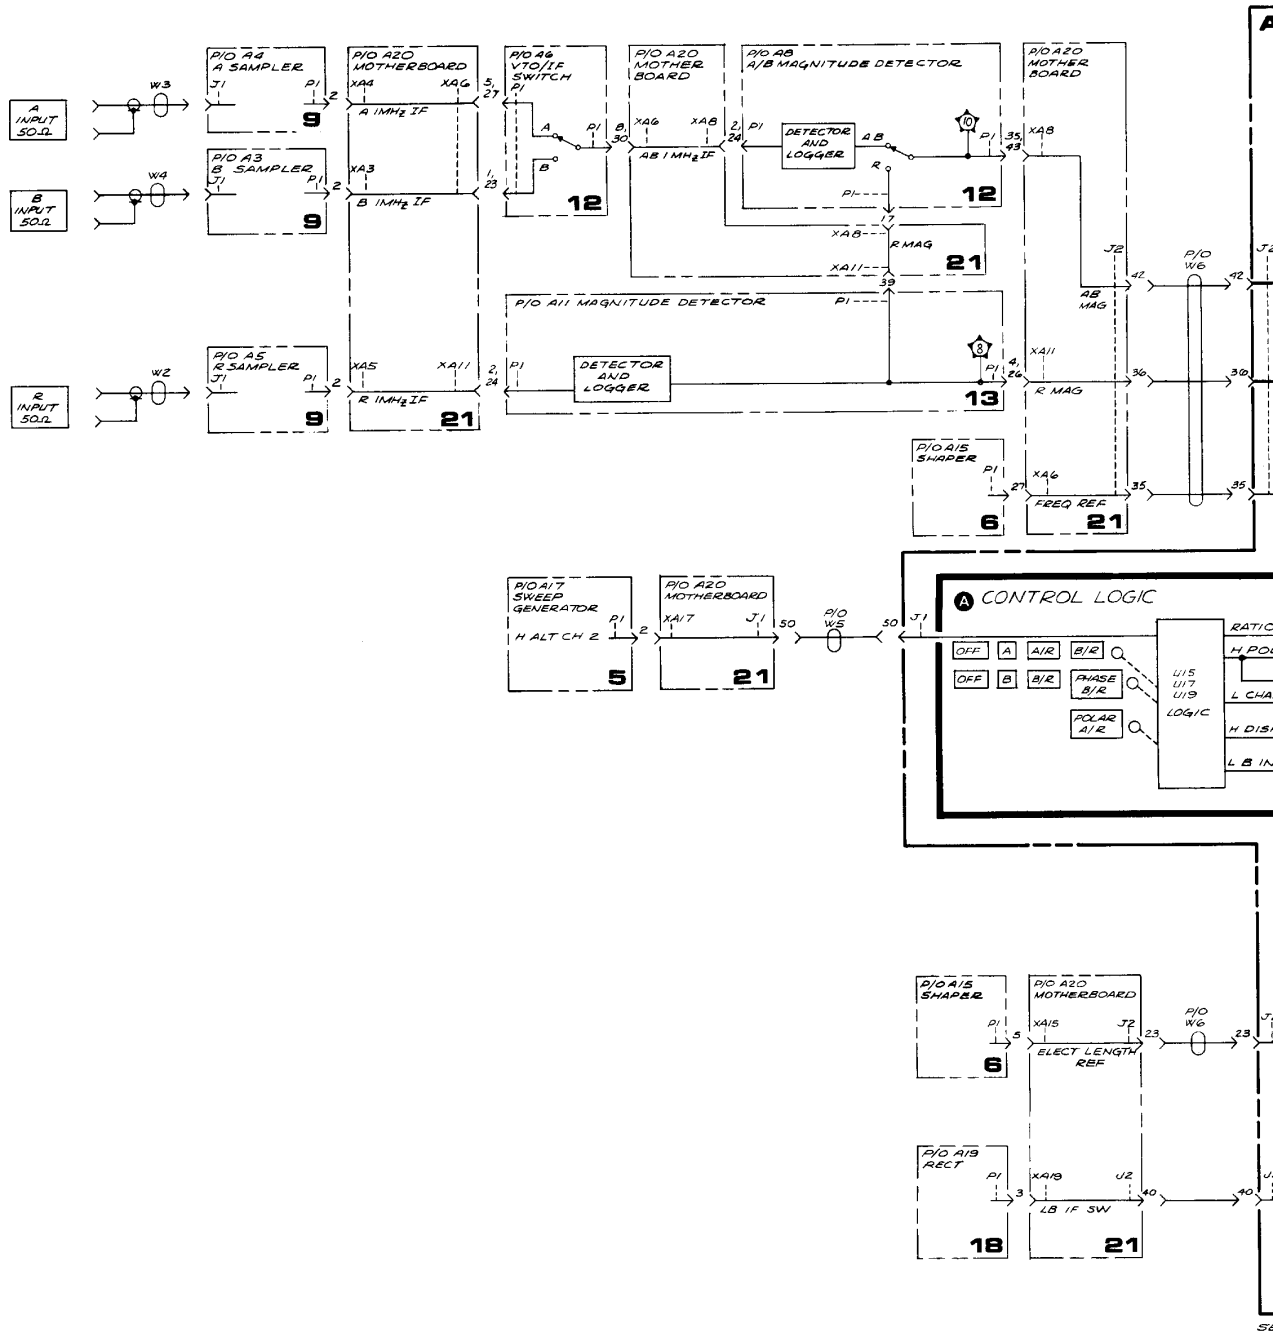 A
INPUT
50Ω
W3
P/O A4
A SAMPLER
J1
P1
2
9
P/O A20
MOTHERBOARD
XA4
XA6
A 1MHz IF
5,
27
P/O A6
VTO/IF
SWITCH
P1
A
B
P1
12
8,
30
P/O A20
MOTHER
BOARD
XA6
XA8
AB 1MHz IF
2,
24
P/O A8
A/B MAGNITUDE DETECTOR
P1
DETECTOR
AND
LOGGER
AB
R
10
P1
P1
12
35,
43
P/O A20
MOTHER
BOARD
XA8
A
B
INPUT
50Ω
W4
P/O A3
B SAMPLER
J1
P1
2
9
XA3
B 1MHz IF
1,
23
17
XA8
R MAG
XA11
21
39
J2
42
AB
MAG
P/O
W6
42
J2
P/O A11 MAGNITUDE DETECTOR
P1
R
INPUT
50Ω
W2
P/O A5
R SAMPLER
J1
P1
2
9
XA5
XA11
R 1MHz IF
21
2,
24
P1
DETECTOR
AND
LOGGER
8
P1
13
4,
26
XA11
R MAG
36
36
P/O A15
SHAPER
P1
6
27
XA6
FREQ REF
21
35
35
P/O A17
SWEEP
GENERATOR
P1
H ALT CH 2
5
2
P/O A20
MOTHERBOARD
XA17
J1
21
50
P/O
W5
50
J1
A CONTROL LOGIC
OFF
A
A/R
B/R
OFF
B
B/R
PHASE
B/R
POLAR
A/R
U15
U17
U19
LOGIC
RATIO
H POL
L CHA
H DISP
L B IN
P/O A15
SHAPER
P1
6
5
P/O A20
MOTHERBOARD
XA15
J2
ELECT LENGTH
REF
23
P/O
W6
23
P/O A19
RECT
P1
18
3
XA19
J2
LB IF SW
21
40
40